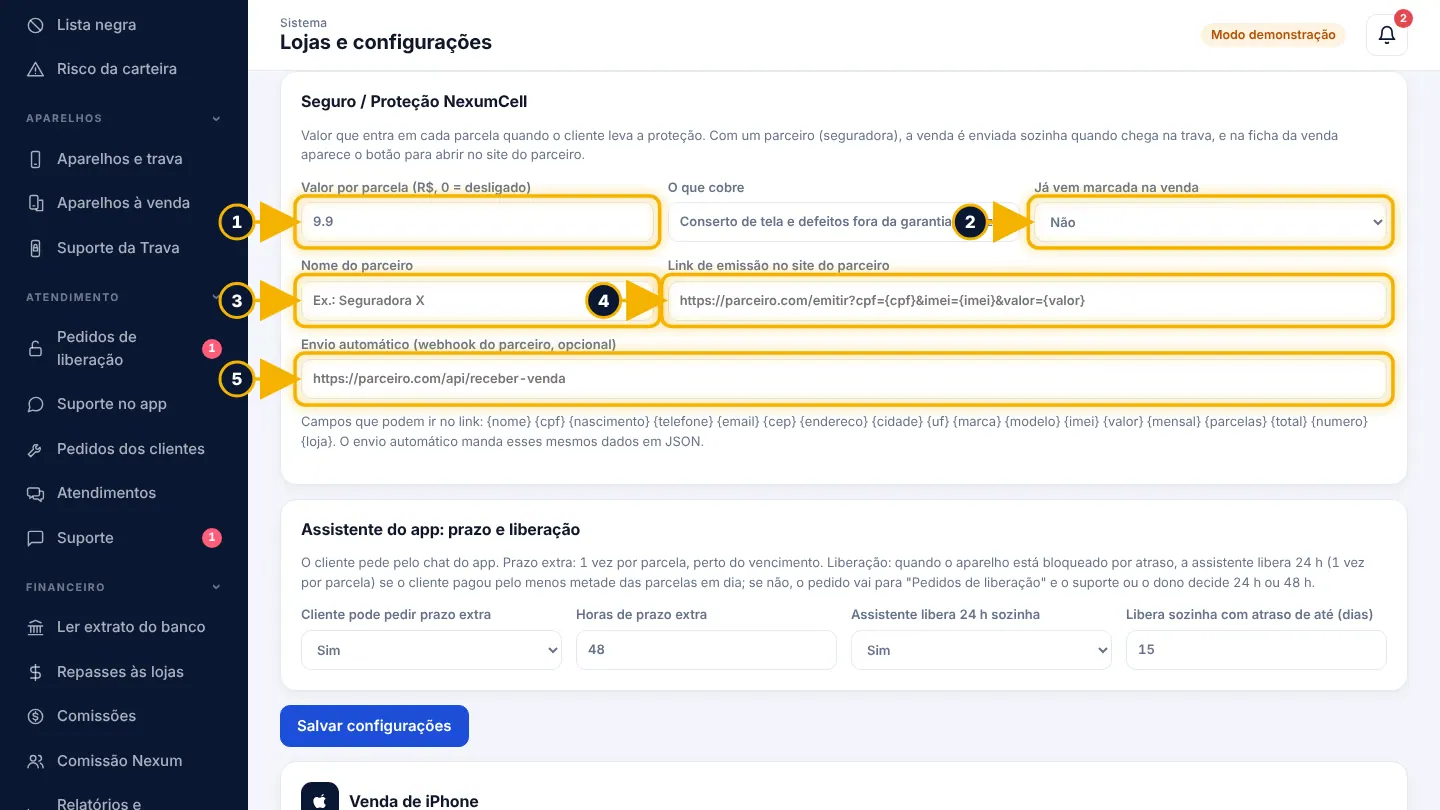 Lista negra
Risco da carteira
APARELHOS
Aparelhos e trava
Aparelhos à venda
Suporte da Trava
ATENDIMENTO
Pedidos de
liberação
1
Suporte no app
Pedidos dos clientes
Atendimentos
Suporte
1
FINANCEIRO
Ler extrato do banco
Repasses às lojas
Comissões
Comissão Nexum
Relatórios e
Sistema
Lojas e configurações
Modo demonstração
2
Seguro / Proteção NexumCell
Valor que entra em cada parcela quando o cliente leva a proteção. Com um parceiro (seguradora), a venda é enviada sozinha quando chega na trava, e na ficha da venda
aparece o botão para abrir no site do parceiro.
Valor por parcela (R$, 0 = desligado)
O que cobre
Já vem marcada na venda
1
9.9
Conserto de tela e defeitos fora da garantia
2
Não
Nome do parceiro
Link de emissão no site do parceiro
3
Ex.: Seguradora X
4
https://parceiro.com/emitir?cpf={cpf}&imei={imei}&valor={valor}
Envio automático (webhook do parceiro, opcional)
5
https://parceiro.com/api/receber-venda
Campos que podem ir no link: {nome} {cpf} {nascimento} {telefone} {email} {cep} {endereco} {cidade} {uf} {marca} {modelo} {imei} {valor} {mensal} {parcelas} {total} {numero}
{loja}. O envio automático manda esses mesmos dados em JSON.
Assistente do app: prazo e liberação
O cliente pede pelo chat do app. Prazo extra: 1 vez por parcela, perto do vencimento. Liberação: quando o aparelho está bloqueado por atraso, a assistente libera 24 h (1 vez
por parcela) se o cliente pagou pelo menos metade das parcelas em dia; se não, o pedido vai para "Pedidos de liberação" e o suporte ou o dono decide 24 h ou 48 h.
Cliente pode pedir prazo extra
Horas de prazo extra
Assistente libera 24 h sozinha
Libera sozinha com atraso de até (dias)
Sim
48
Sim
15
Salvar configurações
Venda de iPhone